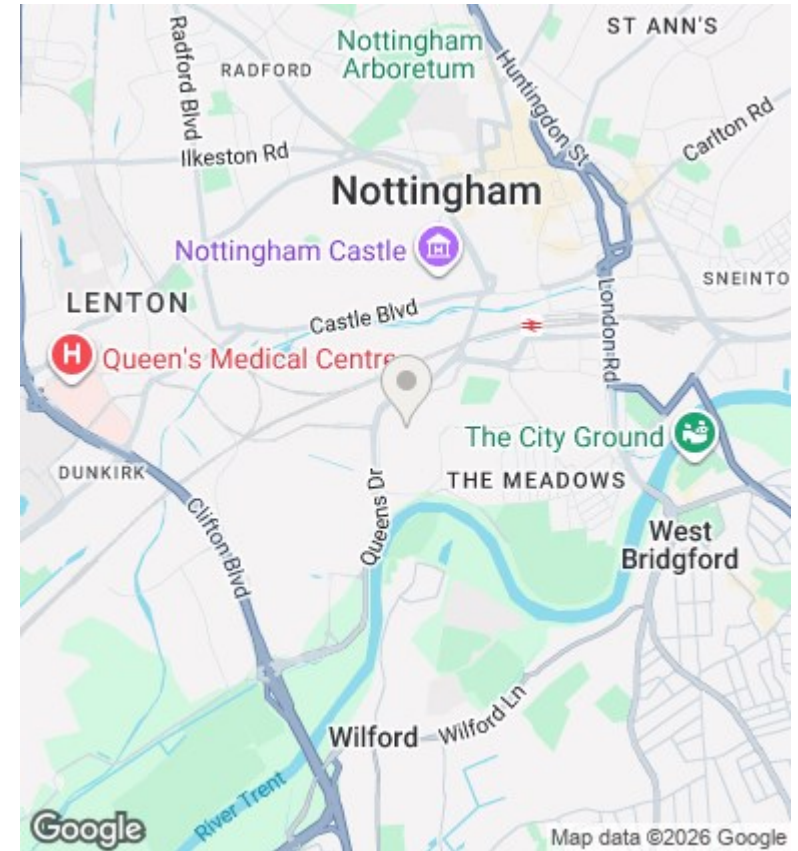 ST ANN'S
Nottingham
Arboretum
RADFORD
Radford Blvd
Huntingdon St
Carlton Rd
Ilkeston Rd
Nottingham
Nottingham Castle
SNEINTO
LENTON
Castle Blvd
London Rd
H
Queen's Medical Centre
The City Ground
DUNKIRK
THE MEADOWS
Queens Dr
Clifton Blvd
West
Bridgford
Wilford
Wilford Ln
River Trent
Google
Map data ©2026 Google